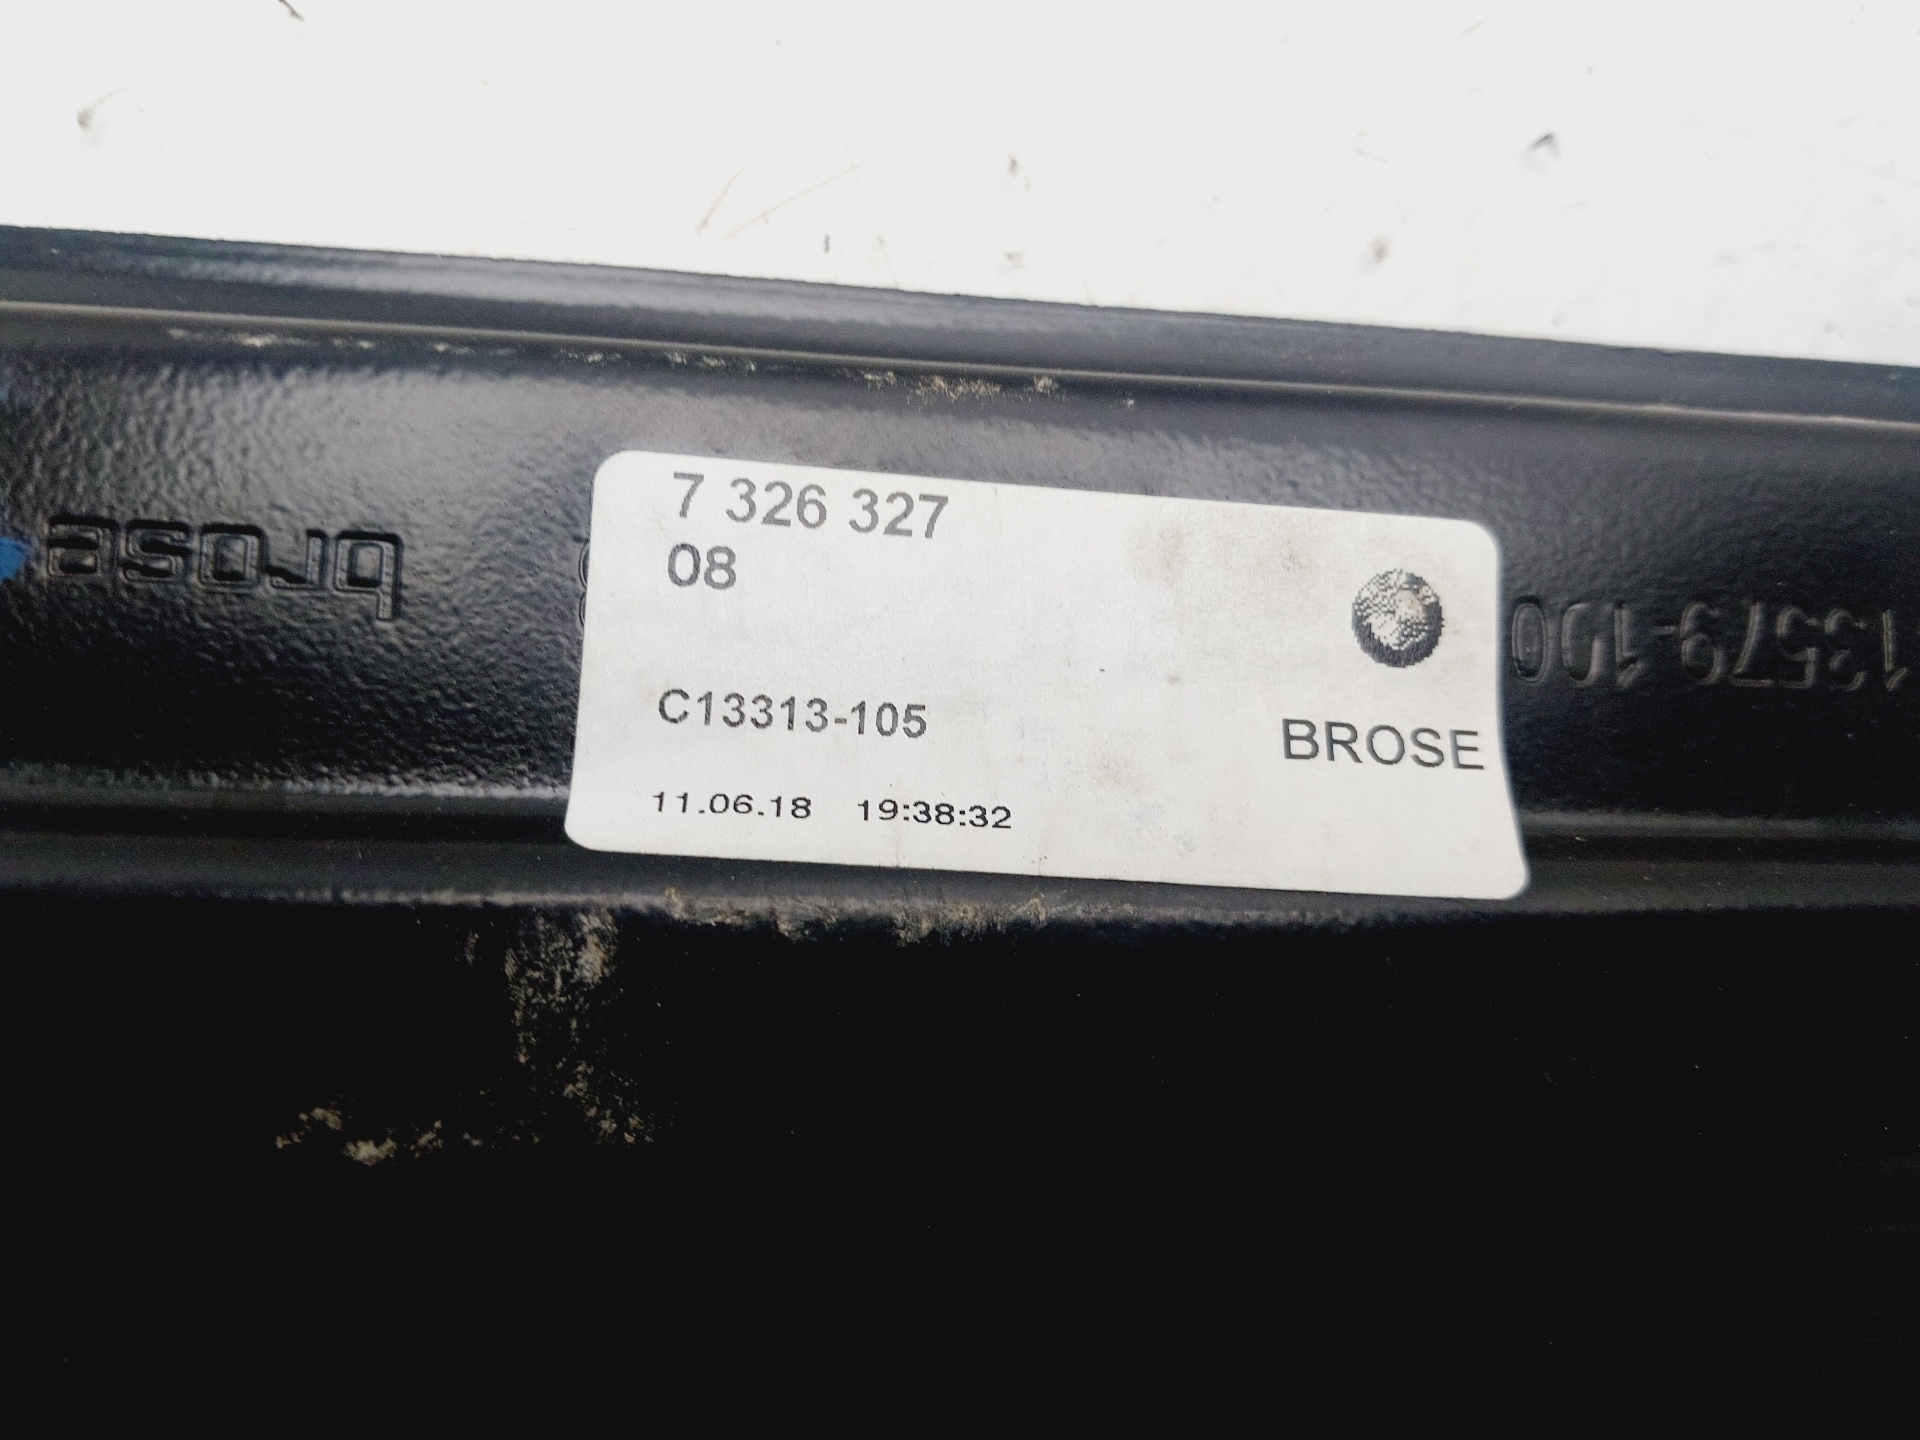 7 326 327
08
C13313-105
BROSE
11.06.18 19:38:32
brose
13579-100